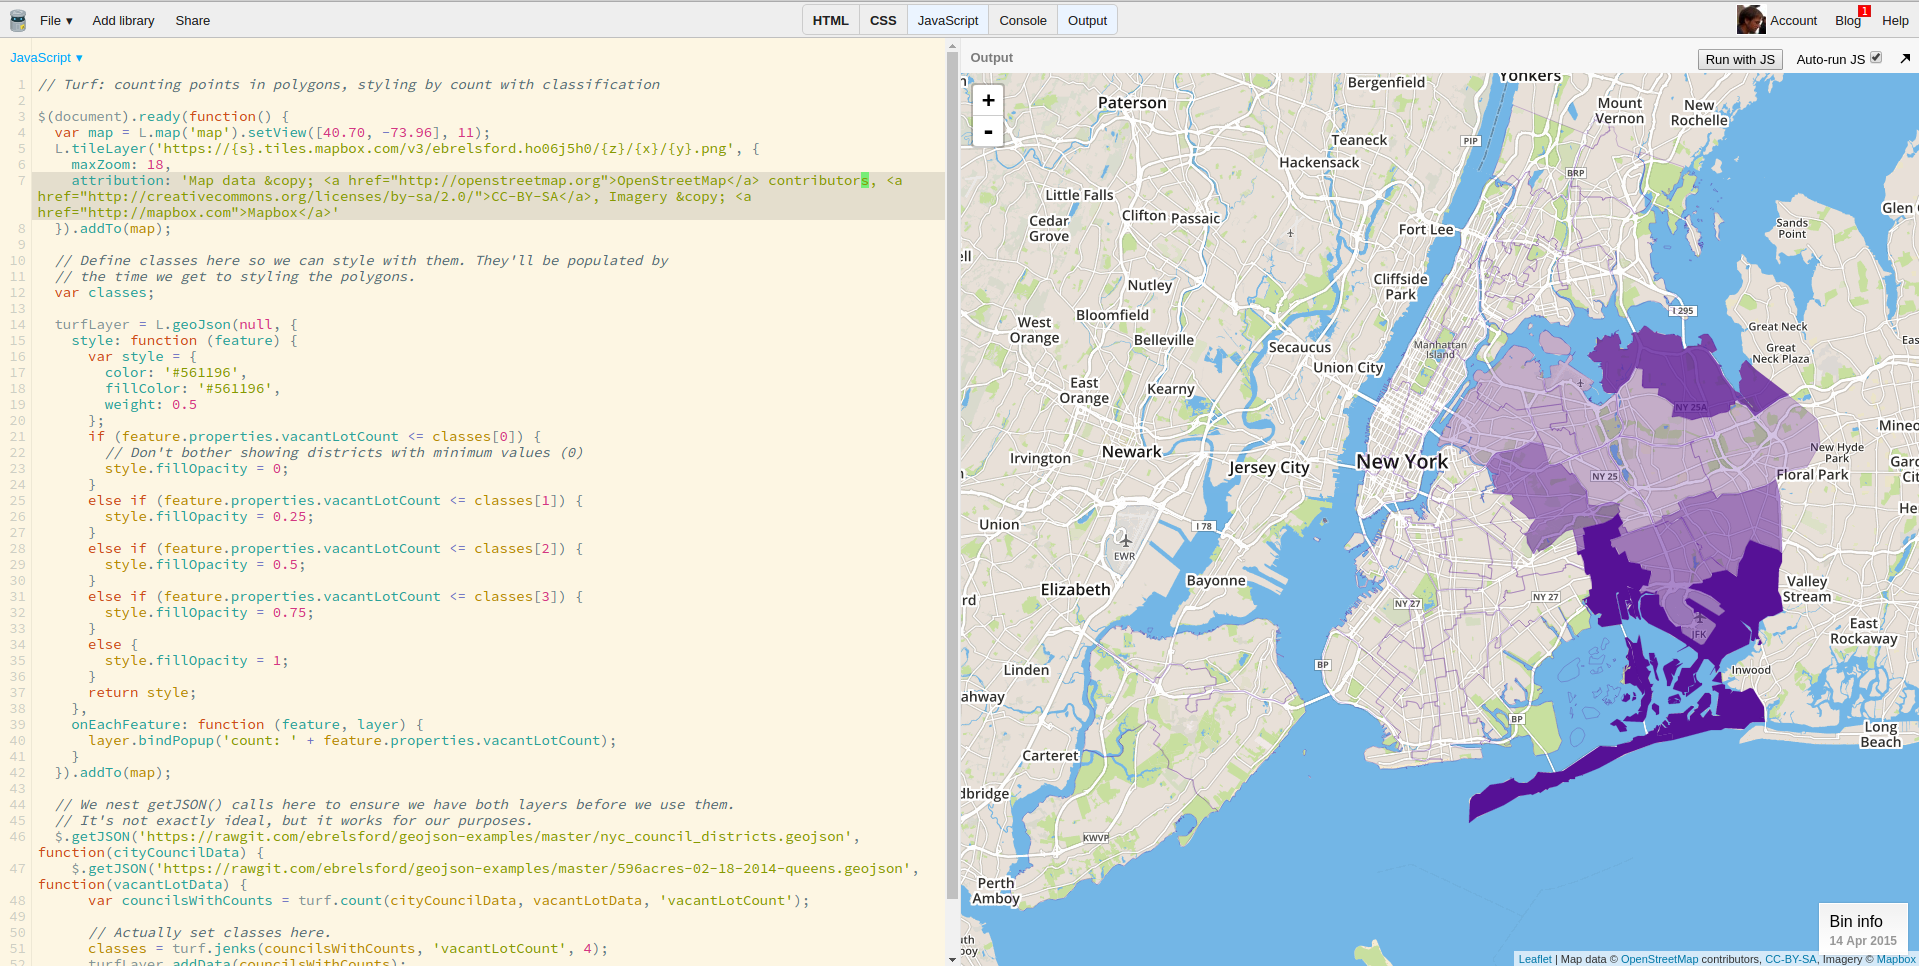 File ▾ Add library Share
HTML CSS JavaScript Console Output
Account Blog 1 Help
JavaScript ▾
1 // Turf: counting points in polygons, styling by count with classification
2
3 $(document).ready(function() {
4 var map = L.map('map').setView([40.70, -73.96], 11);
5 L.tileLayer('https://{s}.tiles.mapbox.com/v3/ebrelsford.ho06j5h0/{z}/{x}/{y}.png', {
6 maxZoom: 18,
7 attribution: 'Map data &copy; <a href="http://openstreetmap.org">OpenStreetMap</a> contributors, <a
href="http://creativecommons.org/licenses/by-sa/2.0/">CC-BY-SA</a>, Imagery &copy; <a
href="http://mapbox.com">Mapbox</a>'
8 }).addTo(map);
9
10 // Define classes here so we can style with them. They'll be populated by
11 // the time we get to styling the polygons.
12 var classes;
13
14 turfLayer = L.geoJson(null, {
15 style: function (feature) {
16 var style = {
17 color: '#561196',
18 fillColor: '#561196',
19 weight: 0.5
20 };
21 if (feature.properties.vacantLotCount <= classes[0]) {
22 // Don't bother showing districts with minimum values (0)
23 style.fillOpacity = 0;
24 }
25 else if (feature.properties.vacantLotCount <= classes[1]) {
26 style.fillOpacity = 0.25;
27 }
28 else if (feature.properties.vacantLotCount <= classes[2]) {
29 style.fillOpacity = 0.5;
30 }
31 else if (feature.properties.vacantLotCount <= classes[3]) {
32 style.fillOpacity = 0.75;
33 }
34 else {
35 style.fillOpacity = 1;
36 }
37 return style;
38 },
39 onEachFeature: function (feature, layer) {
40 layer.bindPopup('count: ' + feature.properties.vacantLotCount);
41 }
42 }).addTo(map);
43
44 // We nest getJSON() calls here to ensure we have both layers before we use them.
45 // It's not exactly ideal, but it works for our purposes.
46 $.getJSON('https://rawgit.com/ebrelsford/geojson-examples/master/nyc_council_districts.geojson',
function(cityCouncilData) {
47 $.getJSON('https://rawgit.com/ebrelsford/geojson-examples/master/596acres-02-18-2014-queens.geojson',
function(vacantLotData) {
48 var councilsWithCounts = turf.count(cityCouncilData, vacantLotData, 'vacantLotCount');
49
50 // Actually set classes here.
51 classes = turf.jenks(councilsWithCounts, 'vacantLotCount', 4);
52 turfLayer.addData(councilsWithCounts);
Output
Run with JS Auto-run JS
+
-
Yonkers
Bergenfield
Paterson
Mount
Vernon
New
Rochelle
Teaneck
PIP
Hackensack
BRP
Little Falls
Clifton
Passaic
Cedar
Grove
Fort Lee
Sands
Point
Glen
ell
Cliffside
Park
Nutley
Bloomfield
West
Orange
I 295
Great Neck
Belleville
Secaucus
Manhattan
Island
Great
Neck Plaza
Eas
Union City
East
Orange
Kearny
NY 25A
Mineo
Newark
Irvington
Jersey City
New York
New Hyde
Park
Floral Park
Gard
Cit
NY 25
He
Union
I 78
EWR
Elizabeth
Bayonne
rd
NY 27
NY 27
Valley
Stream
JFK
East
Rockaway
Linden
BP
Inwood
ahway
BP
Long
Beach
Carteret
dbridge
KWVP
Perth
Amboy
uth
boy
Bin info
14 Apr 2015
Leaflet | Map data © OpenStreetMap contributors, CC-BY-SA, Imagery © Mapbox